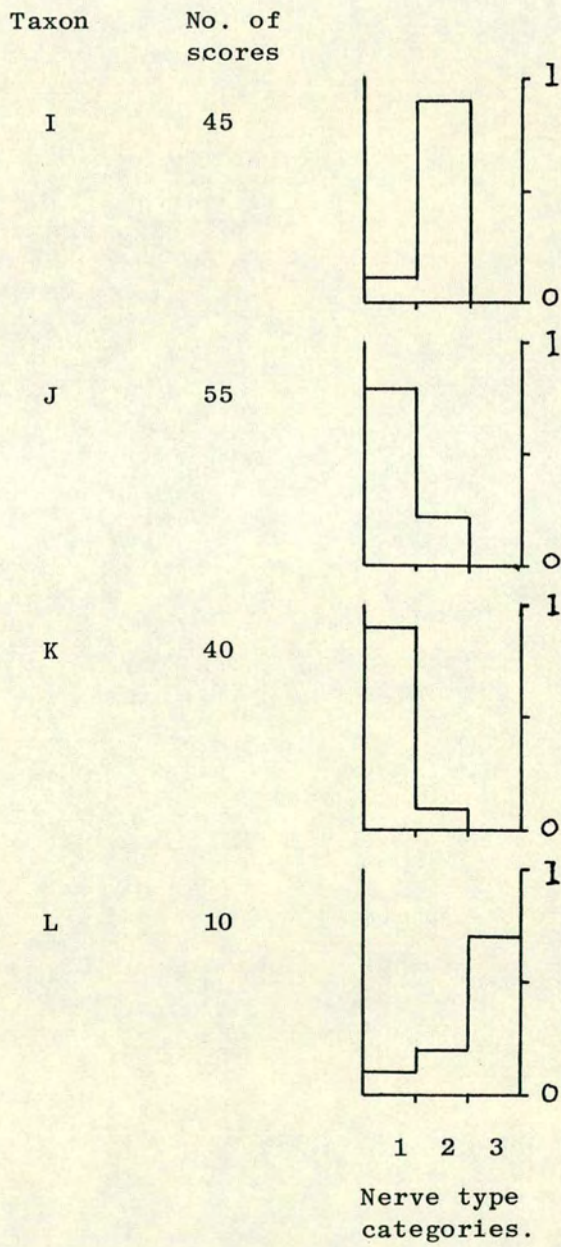 Taxon No. of
scores
1
I 45
0
1
J 55
0
1
K 40
0
1
L 10
0
1 2 3
Nerve type
categories.